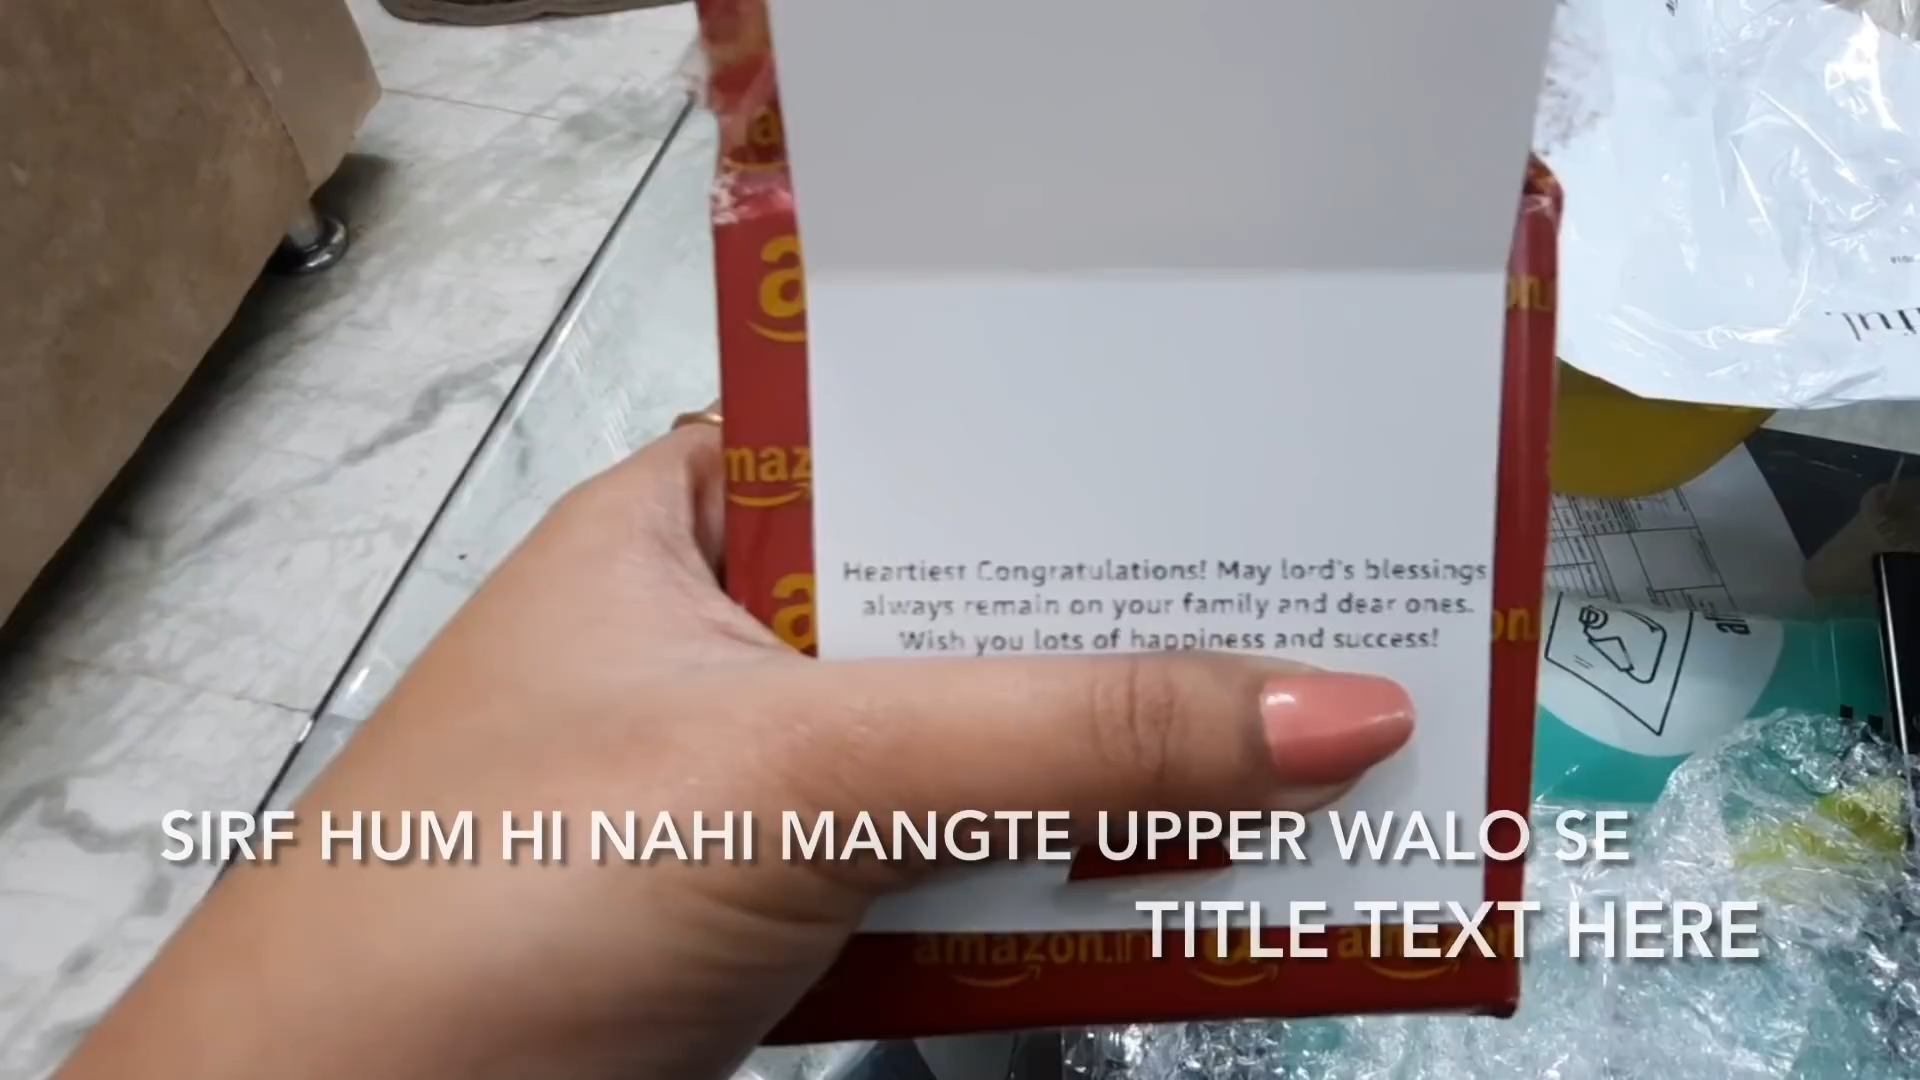 a
maz
a
Heartiest Congratulations! May lord's blessings
always remain on your family and dear ones.
Wish you lots of happiness and success!
SIRF HUM HI NAHI MANGTE UPPER WALO SE
TITLE TEXT HERE
amazon.in